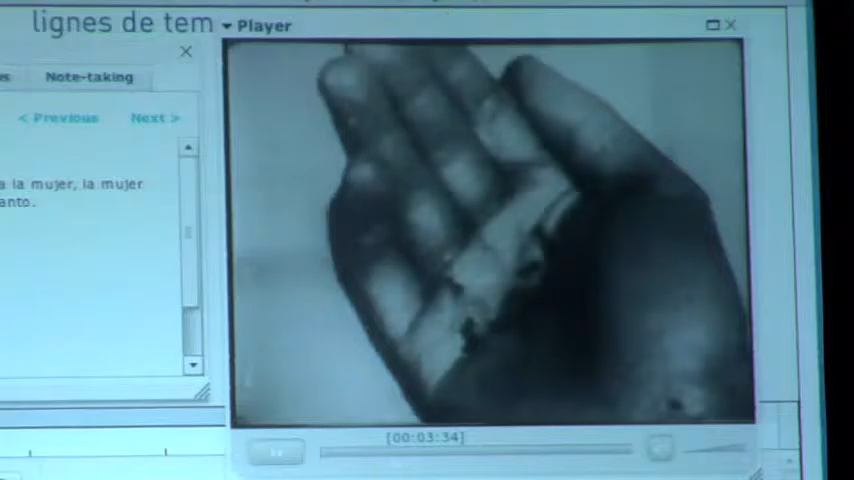 lignes de tem
Player
Note-taking
< Previous Next >
a la mujer, la mujer
anto.
[00:03:34]